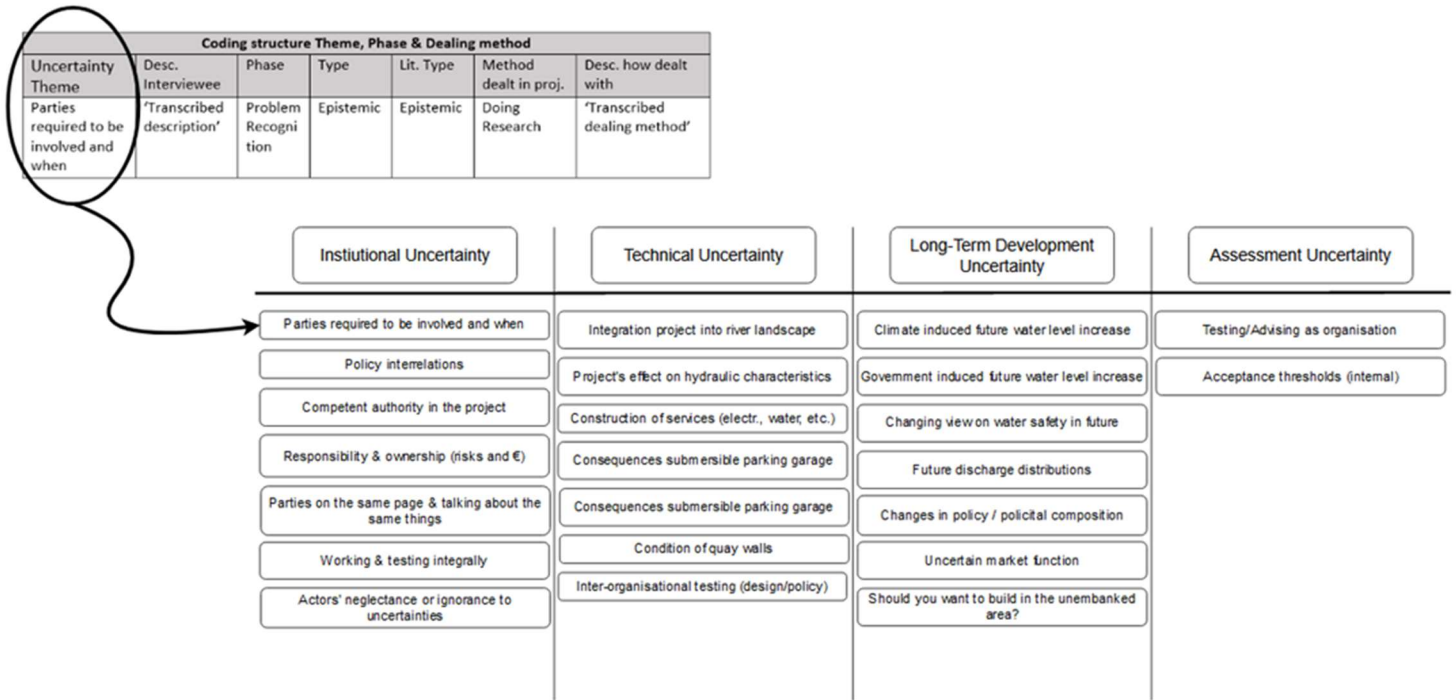 Coding structure Theme, Phase & Dealing method
Uncertainty
Theme
Desc.
Interviewee
Phase
Type
Lit. Type
Method
dealt in proj.
Desc. how dealt
with
Parties
required to be
involved and
when
‘Transcribed
description’
Problem
Recogni
tion
Epistemic
Epistemic
Doing
Research
‘Transcribed
dealing method’
Instiutional Uncertainty
Parties required to be involved and when
Policy interrelations
Competent authority in the project
Responsibility & ownership (risks and €)
Parties on the same page & talking about the
same things
Working & testing integrally
Actors' neglectance or ignorance to
uncertainties
Technical Uncertainty
Integration project into river landscape
Project's effect on hydraulic characteristics
Construction of services (electr., water, etc.)
Consequences submersible parking garage
Consequences submersible parking garage
Condition of quay walls
Inter-organisational testing (design/policy)
Long-Term Development
Uncertainty
Climate induced future water level increase
Government induced future water level increase
Changing view on water safety in future
Future discharge distributions
Changes in policy / policital composition
Uncertain market function
Should you want to build in the unembanked
area?
Assessment Uncertainty
Testing/Advising as organisation
Acceptance thresholds (internal)